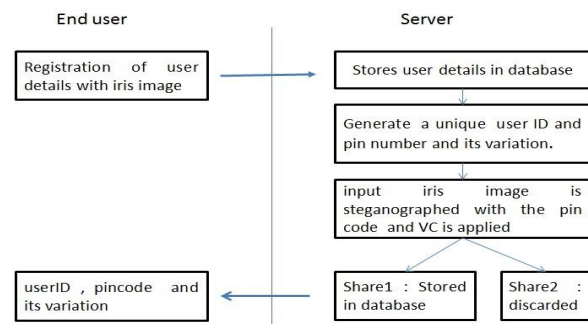 End user
Server
Registration of user
details with iris image
Stores user details in database
Generate a unique user ID and
pin number and its variation.
input iris image is
steganographed with the pin
code and VC is applied
userID , pincode and
its variation
Share1 : Stored
in database
Share2 :
discarded